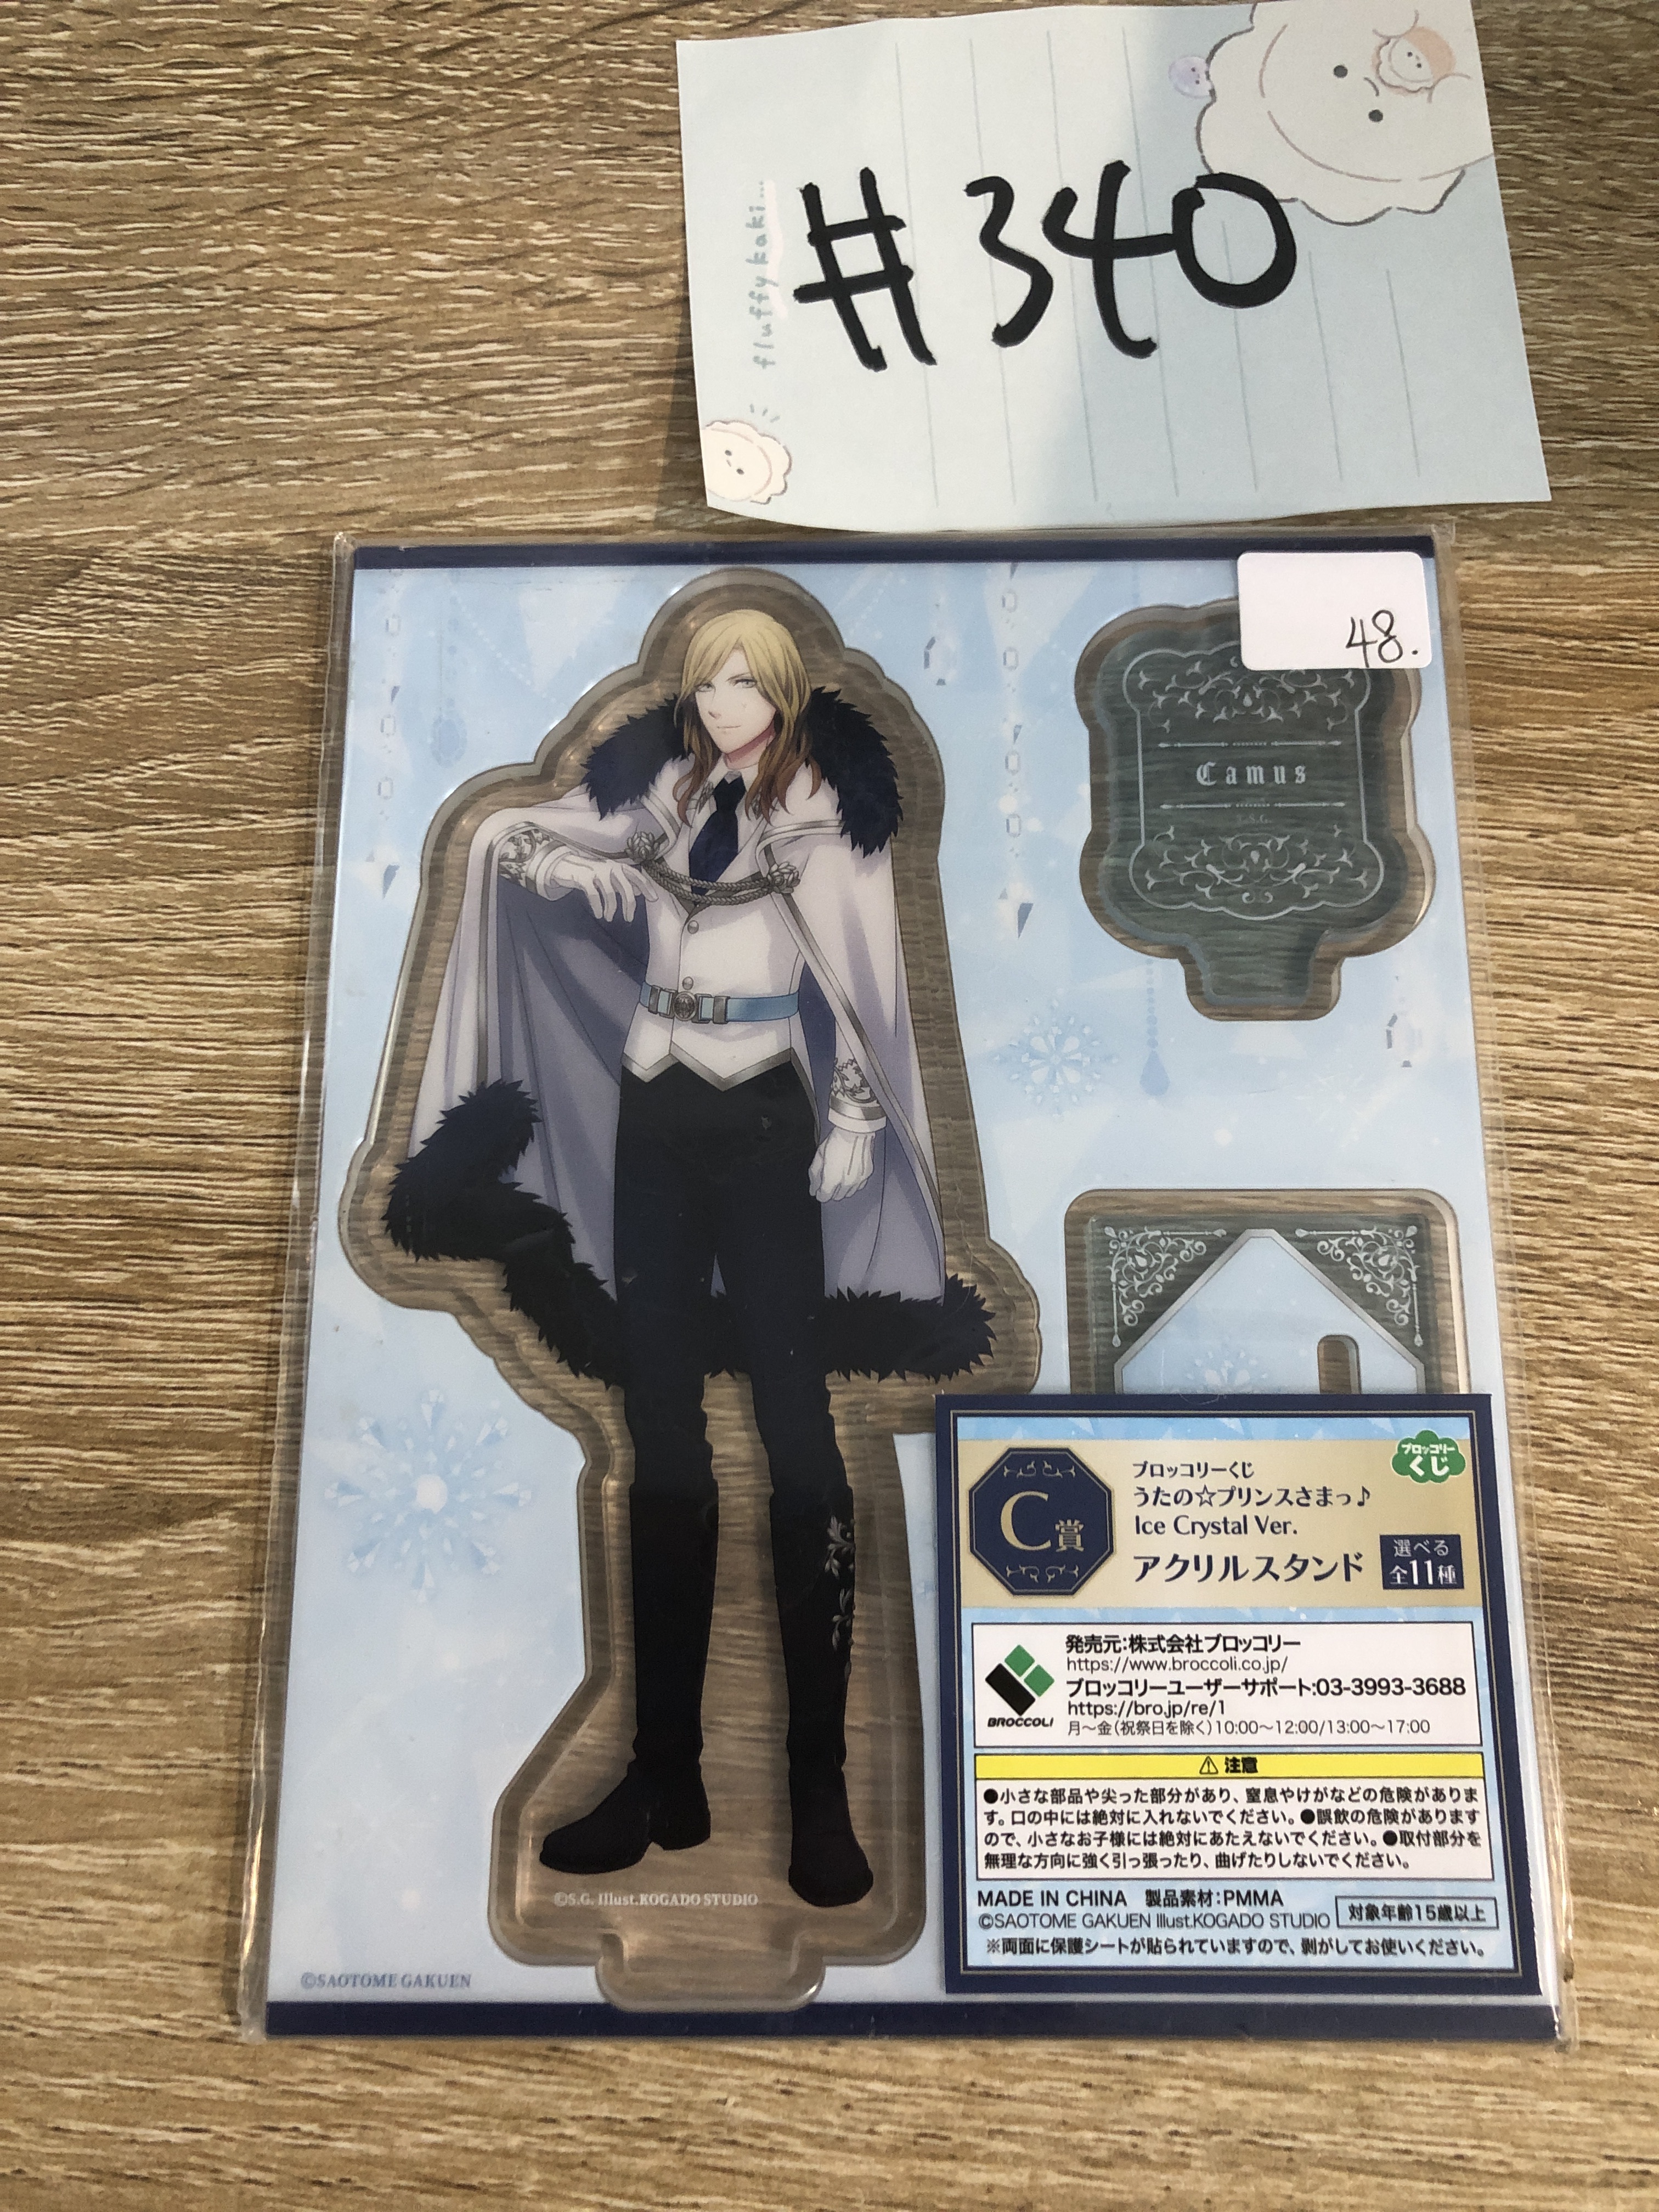 fluffy kaki...
#340
48.
Camus
S.G.
C賞
ブロッコリーくじ
うたの☆プリンスさまっ♪
Ice Crystal Ver.
アクリルスタンド
選べる
全11種
ブロッコリー
くじ
BROCCOLI
発売元:株式会社ブロッコリー
https://www.broccoli.co.jp/
ブロッコリーユーザーサポート:03-3993-3688
https://bro.jp/re/1
月~金(祝祭日を除く)10:00~12:00/13:00~17:00
⚠注意
●小さな部品や尖った部分があり、窒息やけがなどの危険がありま
す。口の中には絶対に入れないでください。●誤飲の危険があります
ので、小さなお子様には絶対にあたえないでください。●取付部分を
無理な方向に強く引っ張ったり、曲げたりしないでください。
MADE IN CHINA 製品素材:PMMA
©SAOTOME GAKUEN Illust.KOGADO STUDIO
対象年齢15歳以上
※両面に保護シートが貼られていますので、剥がしてお使いください。
©S.G. Illust.KOGADO STUDIO
©SAOTOME GAKUEN